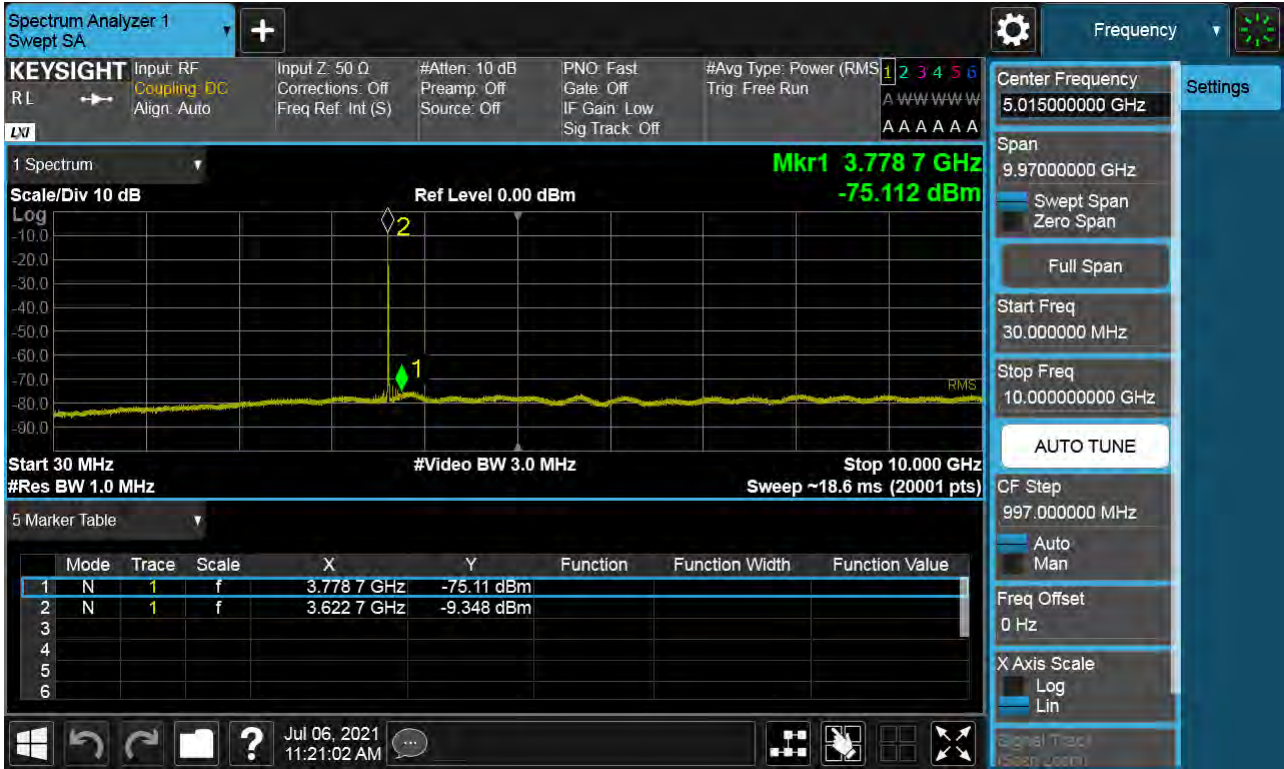 Spectrum Analyzer 1
Swept SA
Frequency
KEYSIGHT
RL
LXI
Input: RF
Coupling: DC
Align: Auto
Input Z: 50 Ω
Corrections: Off
Freq Ref: Int (S)
#Atten: 10 dB
Preamp: Off
Source: Off
PNO: Fast
Gate: Off
IF Gain: Low
Sig Track: Off
#Avg Type: Power (RMS
Trig: Free Run
1 2 3 4 5 6
A W W W W W
A A A A A A
1 Spectrum
Mkr1 3.778 7 GHz
Scale/Div 10 dB
Ref Level 0.00 dBm
-75.112 dBm
Log
2
-10.0
-20.0
-30.0
-40.0
-50.0
-60.0
1
-70.0
RMS
-80.0
-90.0
Start 30 MHz
#Video BW 3.0 MHz
Stop 10.000 GHz
#Res BW 1.0 MHz
Sweep ~18.6 ms (20001 pts)
5 Marker Table
Mode Trace Scale X Y Function Function Width Function Value
1 N 1 f 3.778 7 GHz -75.11 dBm
2 N 1 f 3.622 7 GHz -9.348 dBm
3
4
5
6
?
Jul 06, 2021
11:21:02 AM
Center Frequency
5.015000000 GHz
Settings
Span
9.97000000 GHz
Swept Span
Zero Span
Full Span
Start Freq
30.000000 MHz
Stop Freq
10.000000000 GHz
AUTO TUNE
CF Step
997.000000 MHz
Auto
Man
Freq Offset
0 Hz
X Axis Scale
Log
Lin
Signal Track
(Span Zoom)